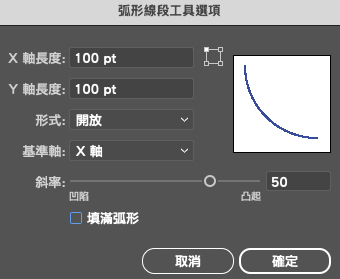 弧形線段工具選項
X 軸長度: 100 pt
Y 軸長度: 100 pt
形式: 開放
基準軸: X 軸
斜率: 50
凹陷 凸起
填滿弧形
取消 確定